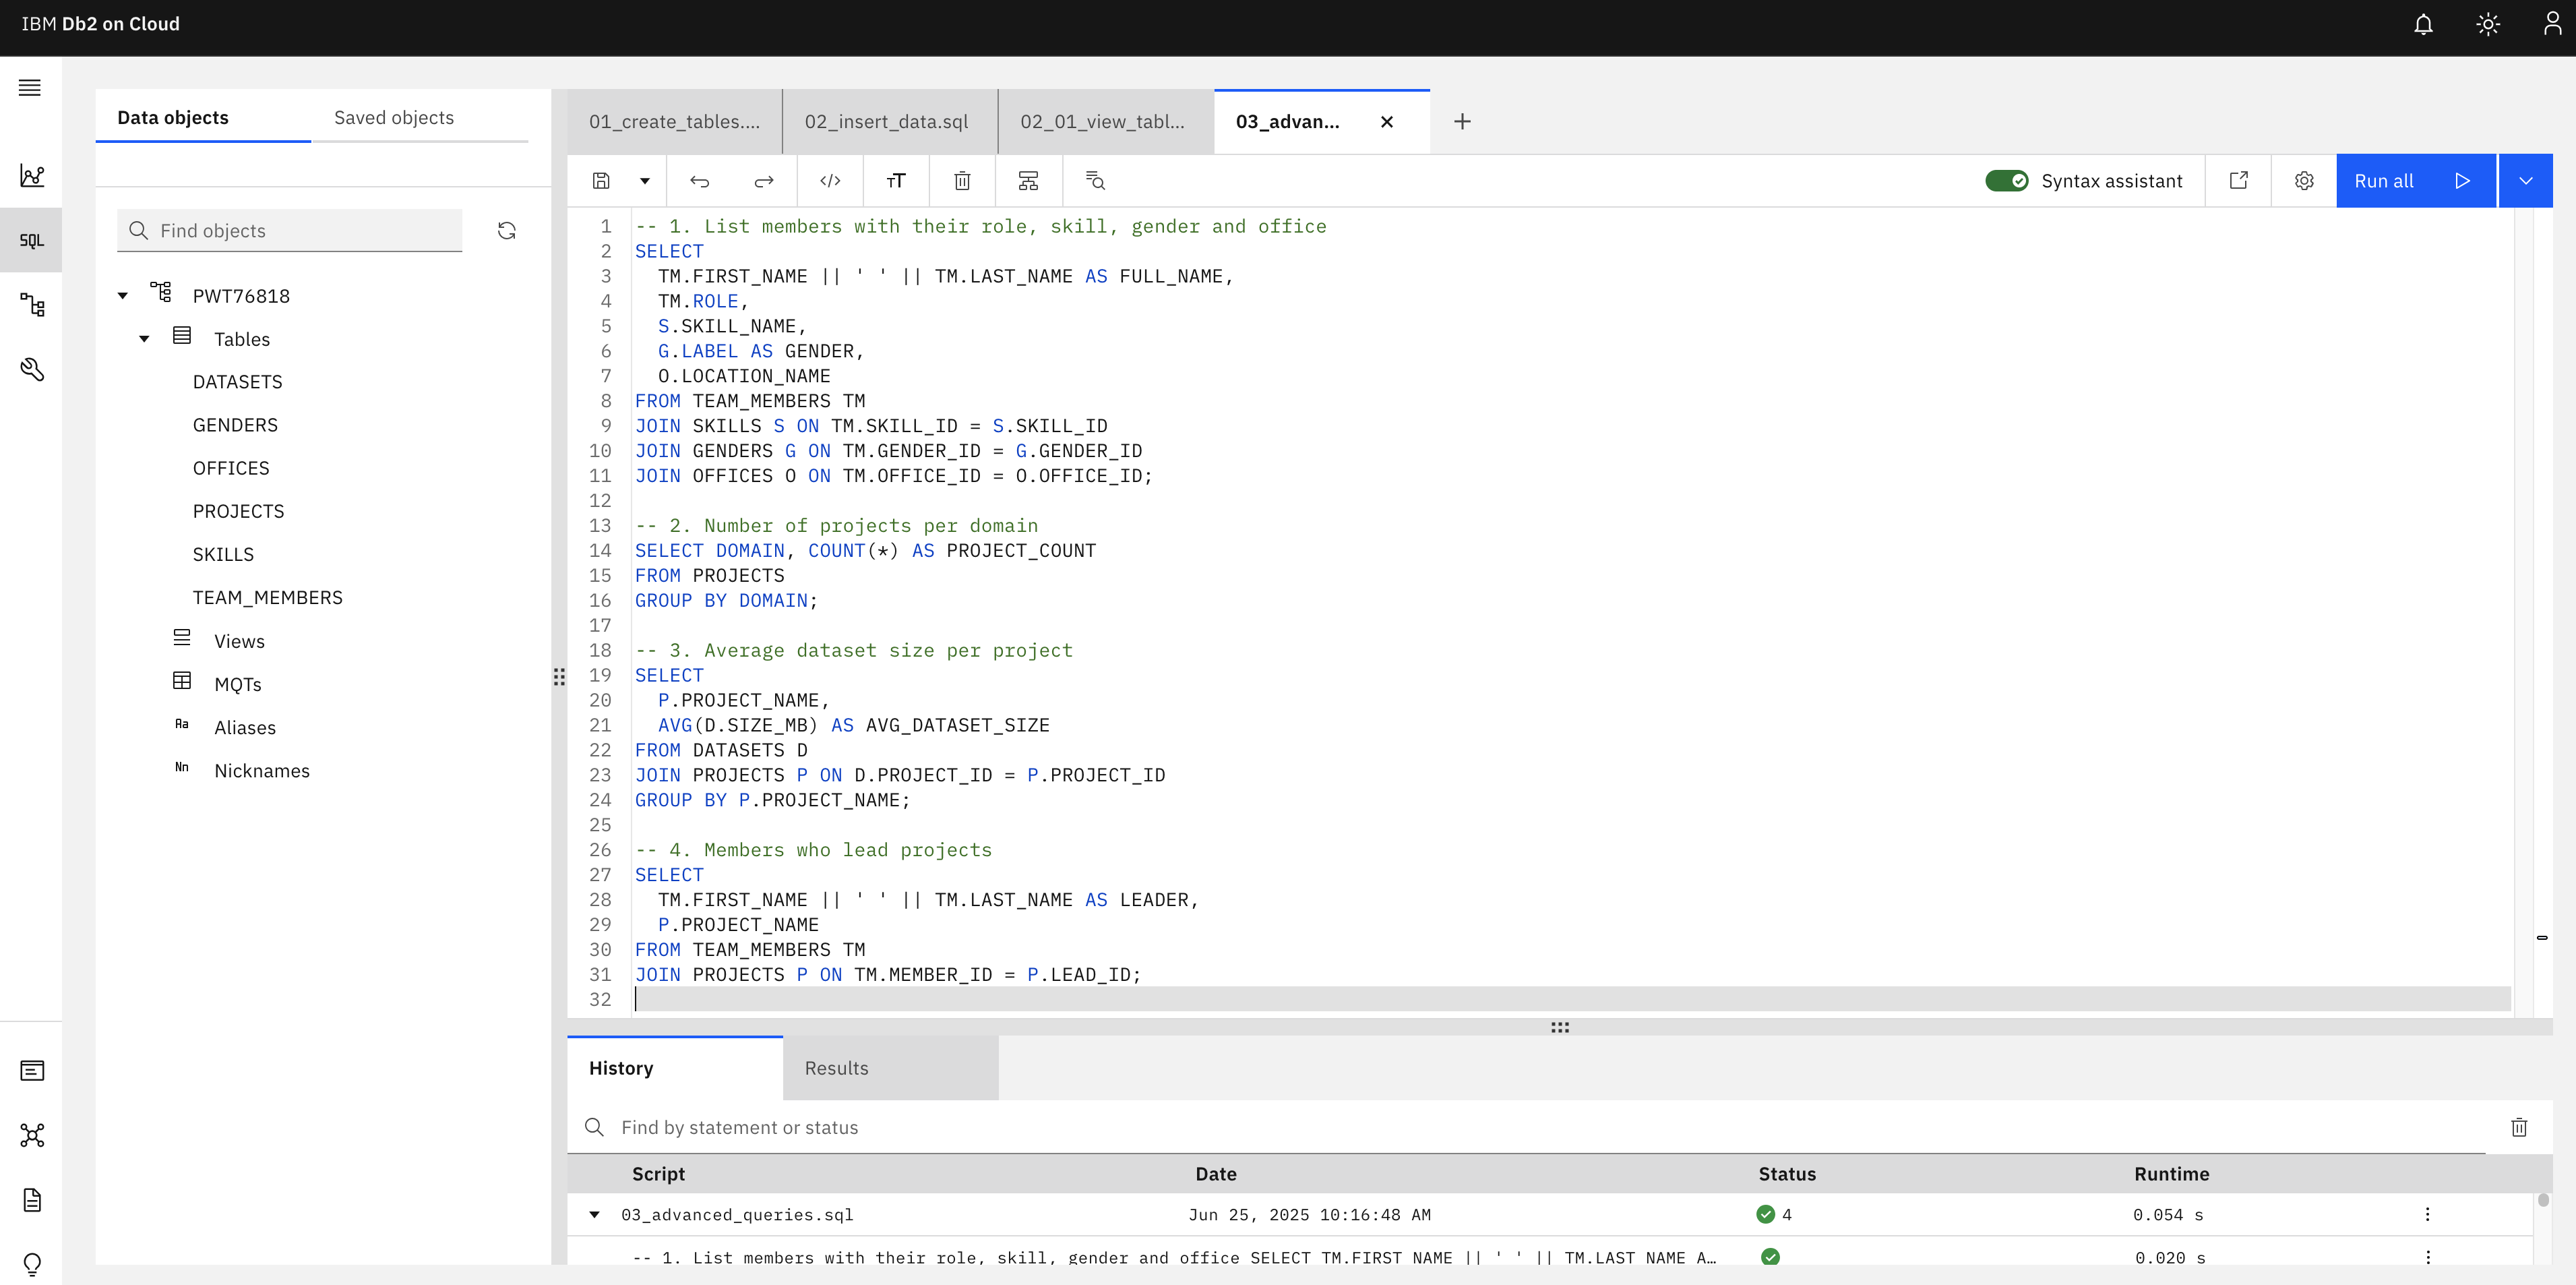 IBM Db2 on Cloud
Data objects
Saved objects
Find objects
PWT76818
Tables
DATASETS
GENDERS
OFFICES
PROJECTS
SKILLS
TEAM_MEMBERS
Views
MQTs
Aa Aliases
Nn Nicknames
SQL
01_create_tables....
02_insert_data.sql
02_01_view_tabl...
03_advan...
Syntax assistant
Run all
1 -- 1. List members with their role, skill, gender and office
2 SELECT
3 TM.FIRST_NAME || ' ' || TM.LAST_NAME AS FULL_NAME,
4 TM.ROLE,
5 S.SKILL_NAME,
6 G.LABEL AS GENDER,
7 O.LOCATION_NAME
8 FROM TEAM_MEMBERS TM
9 JOIN SKILLS S ON TM.SKILL_ID = S.SKILL_ID
10 JOIN GENDERS G ON TM.GENDER_ID = G.GENDER_ID
11 JOIN OFFICES O ON TM.OFFICE_ID = O.OFFICE_ID;
12
13 -- 2. Number of projects per domain
14 SELECT DOMAIN, COUNT(*) AS PROJECT_COUNT
15 FROM PROJECTS
16 GROUP BY DOMAIN;
17
18 -- 3. Average dataset size per project
19 SELECT
20 P.PROJECT_NAME,
21 AVG(D.SIZE_MB) AS AVG_DATASET_SIZE
22 FROM DATASETS D
23 JOIN PROJECTS P ON D.PROJECT_ID = P.PROJECT_ID
24 GROUP BY P.PROJECT_NAME;
25
26 -- 4. Members who lead projects
27 SELECT
28 TM.FIRST_NAME || ' ' || TM.LAST_NAME AS LEADER,
29 P.PROJECT_NAME
30 FROM TEAM_MEMBERS TM
31 JOIN PROJECTS P ON TM.MEMBER_ID = P.LEAD_ID;
32
History
Results
Find by statement or status
Script Date Status Runtime
03_advanced_queries.sql Jun 25, 2025 10:16:48 AM 4 0.054 s
-- 1. List members with their role, skill, gender and office SELECT TM.FIRST_NAME || ' ' || TM.LAST_NAME A… 0.020 s